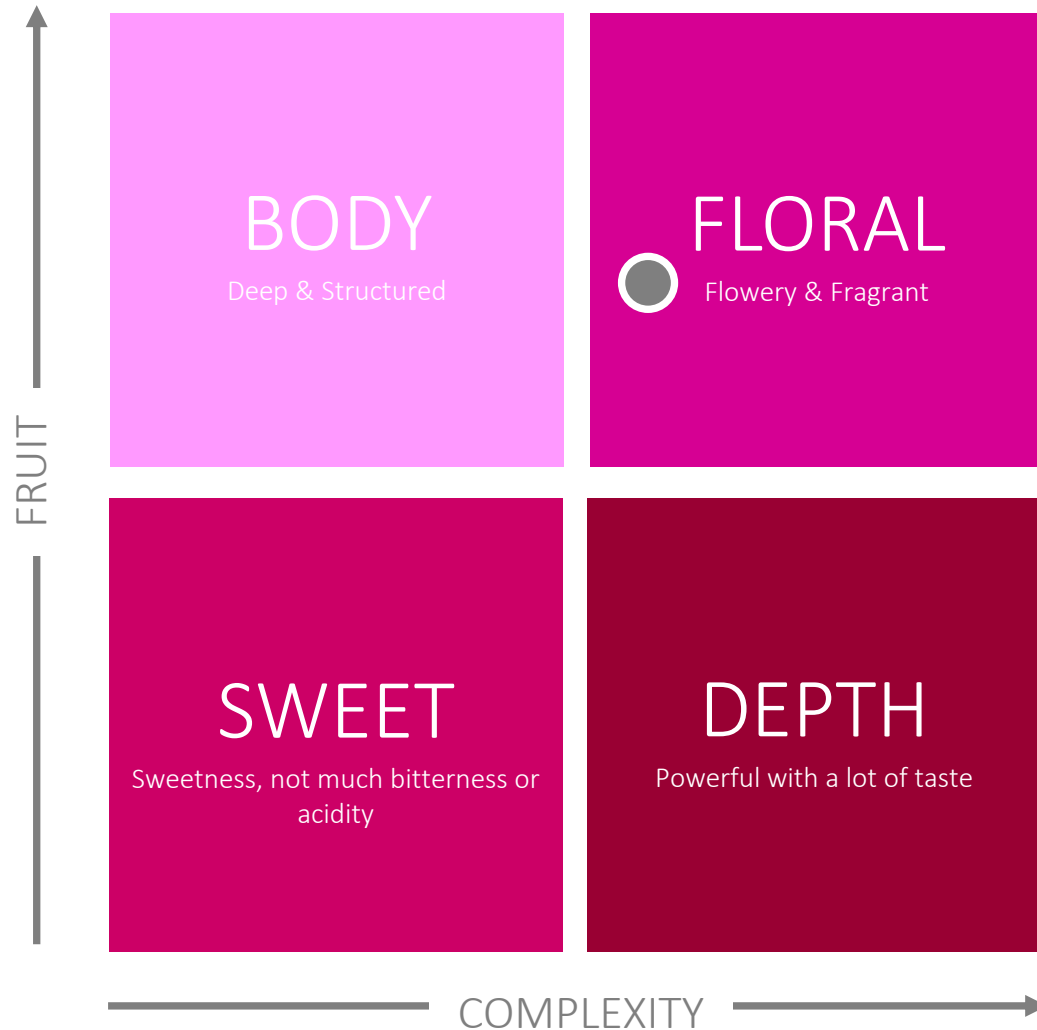 BODY
Deep & Structured
FLORAL
Flowery & Fragrant
FRUIT
SWEET
Sweetness, not much bitterness or
acidity
DEPTH
Powerful with a lot of taste
COMPLEXITY